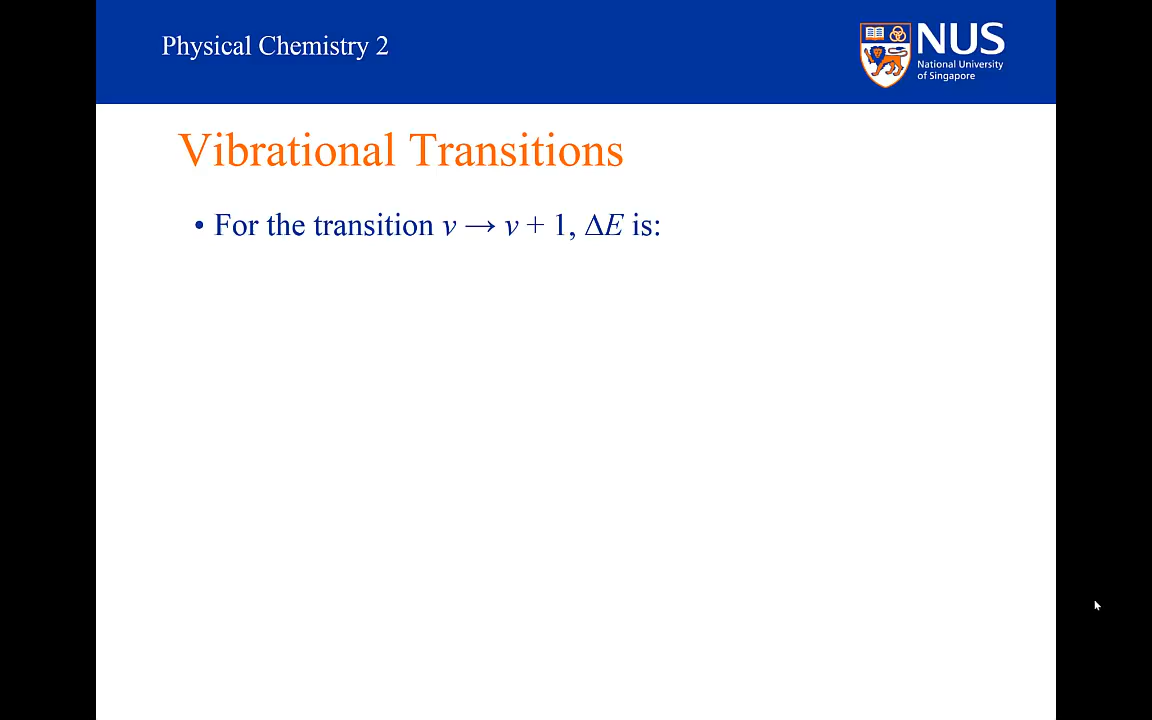 Physical Chemistry 2
NUS
National University
of Singapore
Vibrational Transitions
• For the transition v → v + 1, ΔE is: